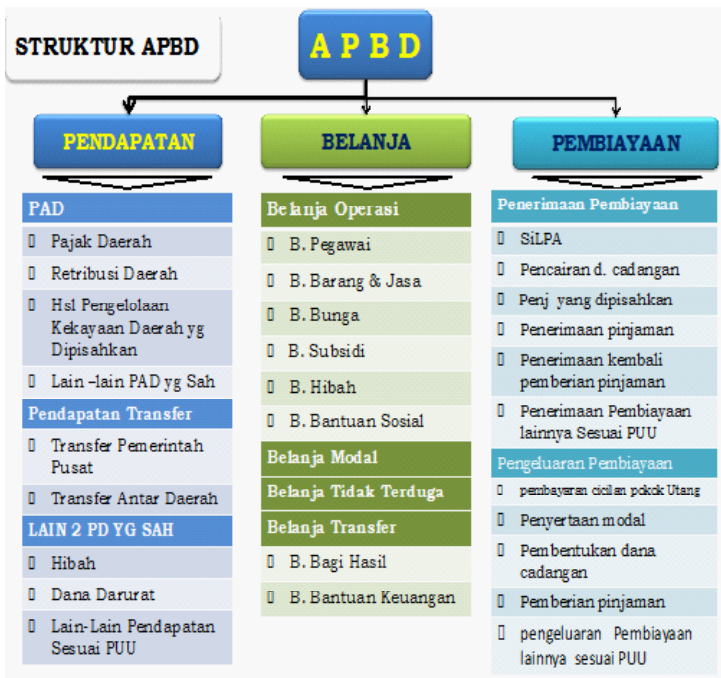 STRUKTUR APBD
A P B D
PENDAPATAN
PAD
Pajak Daerah
Retribusi Daerah
Hsl Pengelolaan
Kekayaan Daerah yg
Dipisahkan
Lain –lain PAD yg Sah
Pendapatan Transfer
Transfer Pemerintah
Pusat
Transfer Antar Daerah
LAIN 2 PD YG SAH
Hibah
Dana Darurat
Lain-Lain Pendapatan
Sesuai PUU
BELANJA
Belanja Operasi
B. Pegawai
B. Barang & Jasa
B. Bunga
B. Subsidi
B. Hibah
B. Bantuan Sosial
Belanja Modal
Belanja Tidak Terduga
Belanja Transfer
B. Bagi Hasil
B. Bantuan Keuangan
PEMBIAYAAN
Penerimaan Pembiayaan
SiLPA
Pencairan d. cadangan
Penj yang dipisahkan
Penerimaan pinjaman
Penerimaan kembali
pemberian pinjaman
Penerimaan Pembiayaan
lainnya Sesuai PUU
Pengeluaran Pembiayaan
pembayaran cicilan pokok Utang
Penyertaan modal
Pembentukan dana
cadangan
Pemberian pinjaman
pengeluaran Pembiayaan
lainnya sesuai PUU